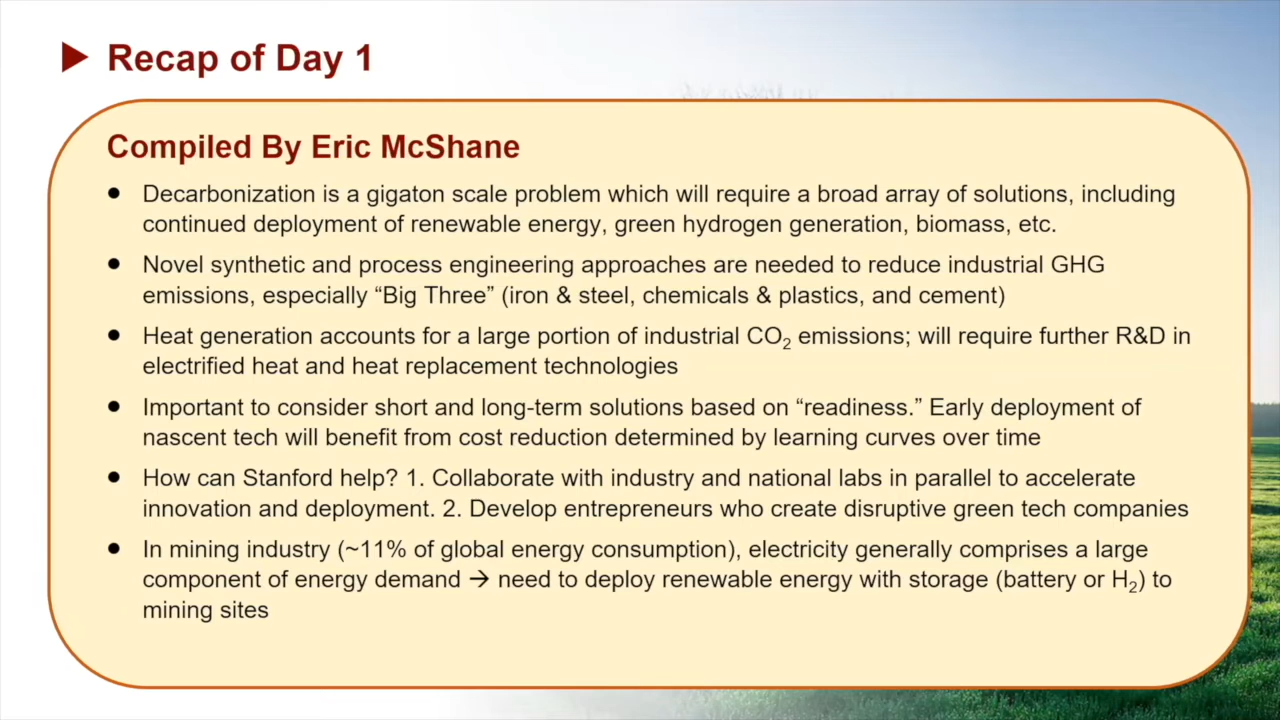 Recap of Day 1
Compiled By Eric McShane
● Decarbonization is a gigaton scale problem which will require a broad array of solutions, including
continued deployment of renewable energy, green hydrogen generation, biomass, etc.
● Novel synthetic and process engineering approaches are needed to reduce industrial GHG
emissions, especially “Big Three” (iron & steel, chemicals & plastics, and cement)
● Heat generation accounts for a large portion of industrial CO₂ emissions; will require further R&D in
electrified heat and heat replacement technologies
● Important to consider short and long-term solutions based on “readiness.” Early deployment of
nascent tech will benefit from cost reduction determined by learning curves over time
● How can Stanford help? 1. Collaborate with industry and national labs in parallel to accelerate
innovation and deployment. 2. Develop entrepreneurs who create disruptive green tech companies
● In mining industry (~11% of global energy consumption), electricity generally comprises a large
component of energy demand → need to deploy renewable energy with storage (battery or H₂) to
mining sites